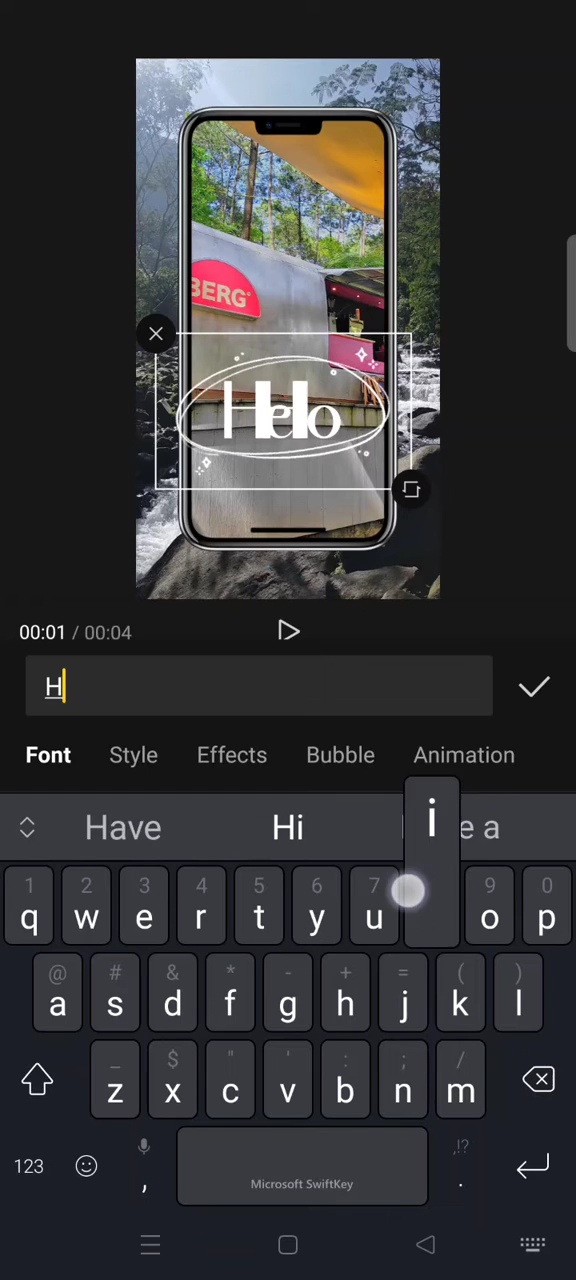 BERG
Hello
00:01 / 00:04
H
Font Style Effects Bubble Animation
Have Hi e a
i
1 2 3 4 5 6 7 9 0
q w e r t y u o p
@ # & * - + = ( )
a s d f g h j k l
_ $ " ' : ; /
z x c v b n m
123 , Microsoft SwiftKey ,!? .